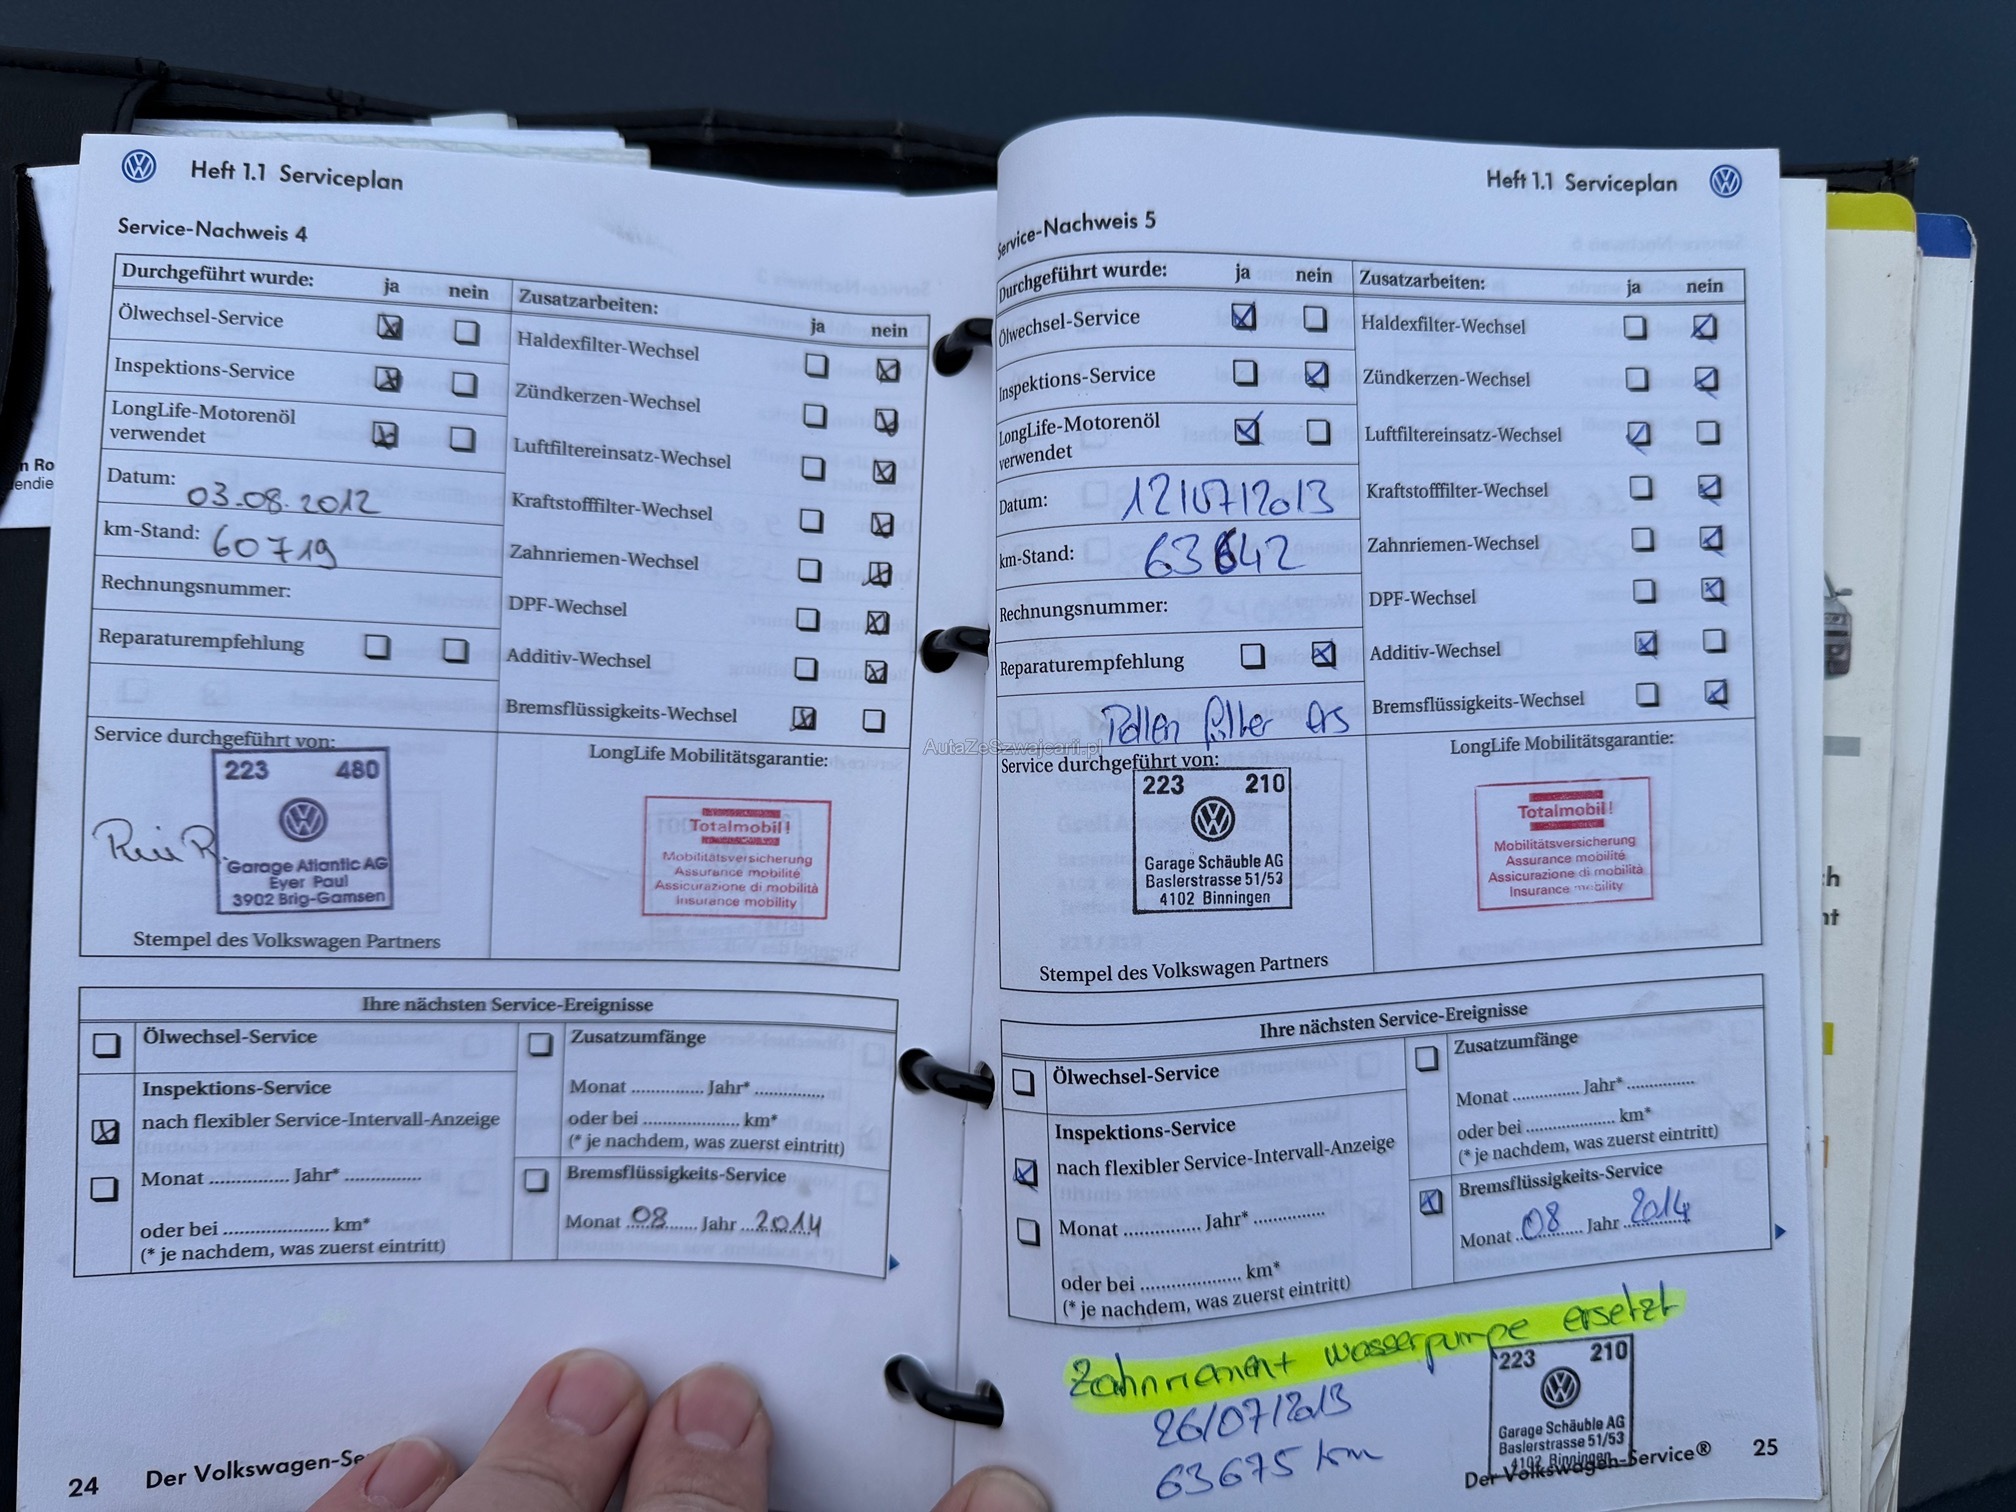 n Ro
endie
Heft 1.1 Serviceplan
Service-Nachweis 4
Durchgeführt wurde: ja nein
Ölwechsel-Service
Inspektions-Service
LongLife-Motorenöl
verwendet
Datum: 03.08.2012
km-Stand: 60719
Rechnungsnummer:
Reparaturempfehlung
Zusatzarbeiten: ja nein
Haldexfilter-Wechsel
Zündkerzen-Wechsel
Luftfiltereinsatz-Wechsel
Kraftstofffilter-Wechsel
Zahnriemen-Wechsel
DPF-Wechsel
Additiv-Wechsel
Bremsflüssigkeits-Wechsel
Service durchgeführt von:
223 480
Garage Atlantic AG
Eyer Paul
3902 Brig-Gamsen
Stempel des Volkswagen Partners
LongLife Mobilitätsgarantie:
Totalmobil!
Mobilitätsversicherung
Assurance mobilité
Assicurazione di mobilità
Insurance mobility
Ihre nächsten Service-Ereignisse
Ölwechsel-Service
Inspektions-Service
nach flexibler Service-Intervall-Anzeige
Monat .............. Jahr* ..............
oder bei .................... km*
(* je nachdem, was zuerst eintritt)
Zusatzumfänge
Monat .............. Jahr* ..............
oder bei .................... km*
(* je nachdem, was zuerst eintritt)
Bremsflüssigkeits-Service
Monat 08 Jahr 2014
24 Der Volkswagen-Se
Heft 1.1 Serviceplan
Service-Nachweis 5
Durchgeführt wurde: ja nein
Ölwechsel-Service
Inspektions-Service
LongLife-Motorenöl
verwendet
Datum: 12/07/2013
km-Stand: 63642
Rechnungsnummer:
Reparaturempfehlung
Pollen filter ers
Zusatzarbeiten: ja nein
Haldexfilter-Wechsel
Zündkerzen-Wechsel
Luftfiltereinsatz-Wechsel
Kraftstofffilter-Wechsel
Zahnriemen-Wechsel
DPF-Wechsel
Additiv-Wechsel
Bremsflüssigkeits-Wechsel
AutaZeSzwajcarii.pl
Service durchgeführt von:
223 210
Garage Schäuble AG
Baslerstrasse 51/53
4102 Binningen
Stempel des Volkswagen Partners
LongLife Mobilitätsgarantie:
Totalmobil!
Mobilitätsversicherung
Assurance mobilité
Assicurazione di mobilità
Insurance mobility
Ihre nächsten Service-Ereignisse
Ölwechsel-Service
Inspektions-Service
nach flexibler Service-Intervall-Anzeige
Monat .............. Jahr* ..............
oder bei .................... km*
(* je nachdem, was zuerst eintritt)
Zusatzumfänge
Monat .............. Jahr* ..............
oder bei .................... km*
(* je nachdem, was zuerst eintritt)
Bremsflüssigkeits-Service
Monat 08 Jahr 2014
Zahnriemen + wasserpumpe ersetzt
26/07/2013
63675 km
223 210
Garage Schäuble AG
Baslerstrasse 51/53
4102 Binningen
Der Volkswagen-Service® 25